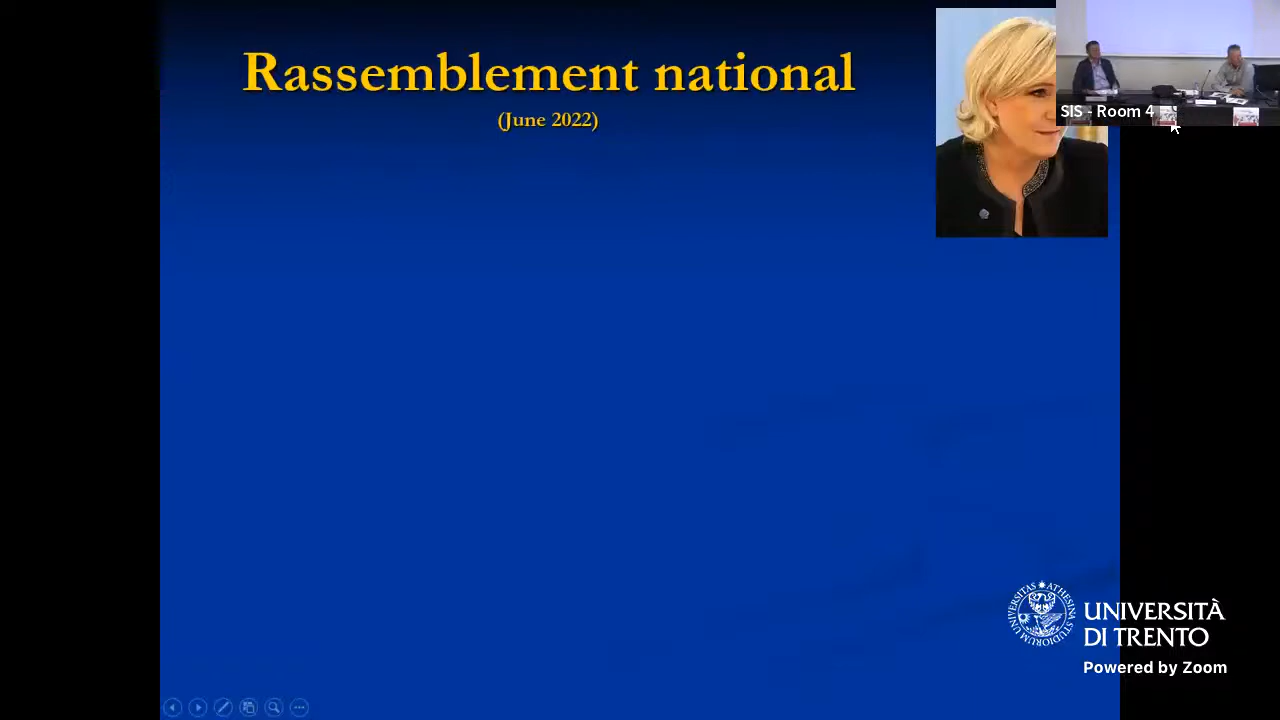 Rassemblement national
(June 2022)
SIS - Room 4
UNIVERSITÀ
DI TRENTO
Powered by Zoom